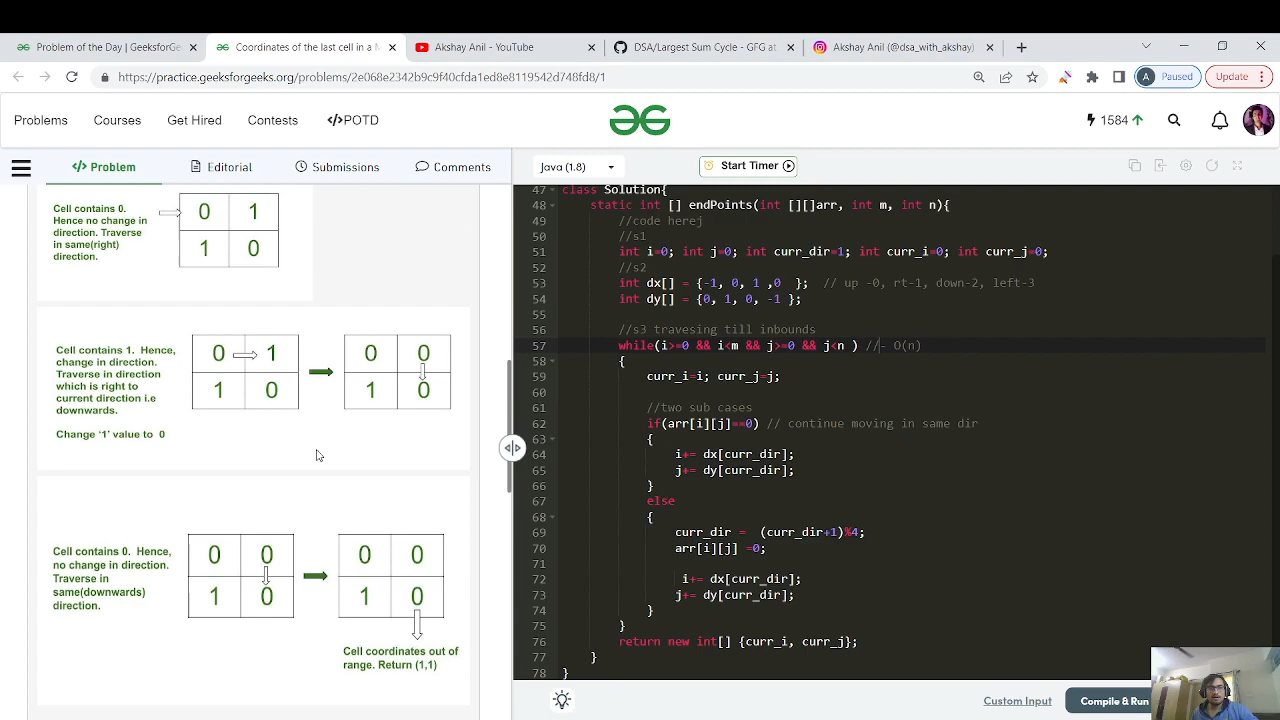 Problem of the Day | GeeksforGeeks
Coordinates of the last cell in a M
Akshay Anil - YouTube
DSA/Largest Sum Cycle - GFG at
Akshay Anil (@dsa_with_akshay)
https://practice.geeksforgeeks.org/problems/2e068e2342b9c9f40cfda1ed8e8119542d748fd8/1
A Paused
Update
Problems
Courses
Get Hired
Contests
</>POTD
1584
</> Problem
Editorial
Submissions
Comments
Java (1.8)
Start Timer
Cell contains 0.
Hence no change in
direction. Traverse
in same(right)
direction.
0 1
1 0
Cell contains 1. Hence,
change in direction.
Traverse in direction
which is right to
current direction i.e
downwards.
Change ‘1’ value to 0
0 1
1 0
0 0
1 0
Cell contains 0. Hence,
no change in direction.
Traverse in
same(downwards)
direction.
0 0
1 0
0 0
1 0
Cell coordinates out of
range. Return (1,1)
47 class Solution{
48 static int [] endPoints(int [][]arr, int m, int n){
49 //code herej
50 //s1
51 int i=0; int j=0; int curr_dir=1; int curr_i=0; int curr_j=0;
52 //s2
53 int dx[] = {-1, 0, 1 ,0 }; // up -0, rt-1, down-2, left-3
54 int dy[] = {0, 1, 0, -1 };
55
56 //s3 travesing till inbounds
57 while(i>=0 && i<m && j>=0 && j<n ) //- O(n)
58 {
59 curr_i=i; curr_j=j;
60
61 //two sub cases
62 if(arr[i][j]==0) // continue moving in same dir
63 {
64 i+= dx[curr_dir];
65 j+= dy[curr_dir];
66 }
67 else
68 {
69 curr_dir = (curr_dir+1)%4;
70 arr[i][j] =0;
71
72 i+= dx[curr_dir];
73 j+= dy[curr_dir];
74 }
75 }
76 return new int[] {curr_i, curr_j};
77 }
78 }
Custom Input
Compile & Run